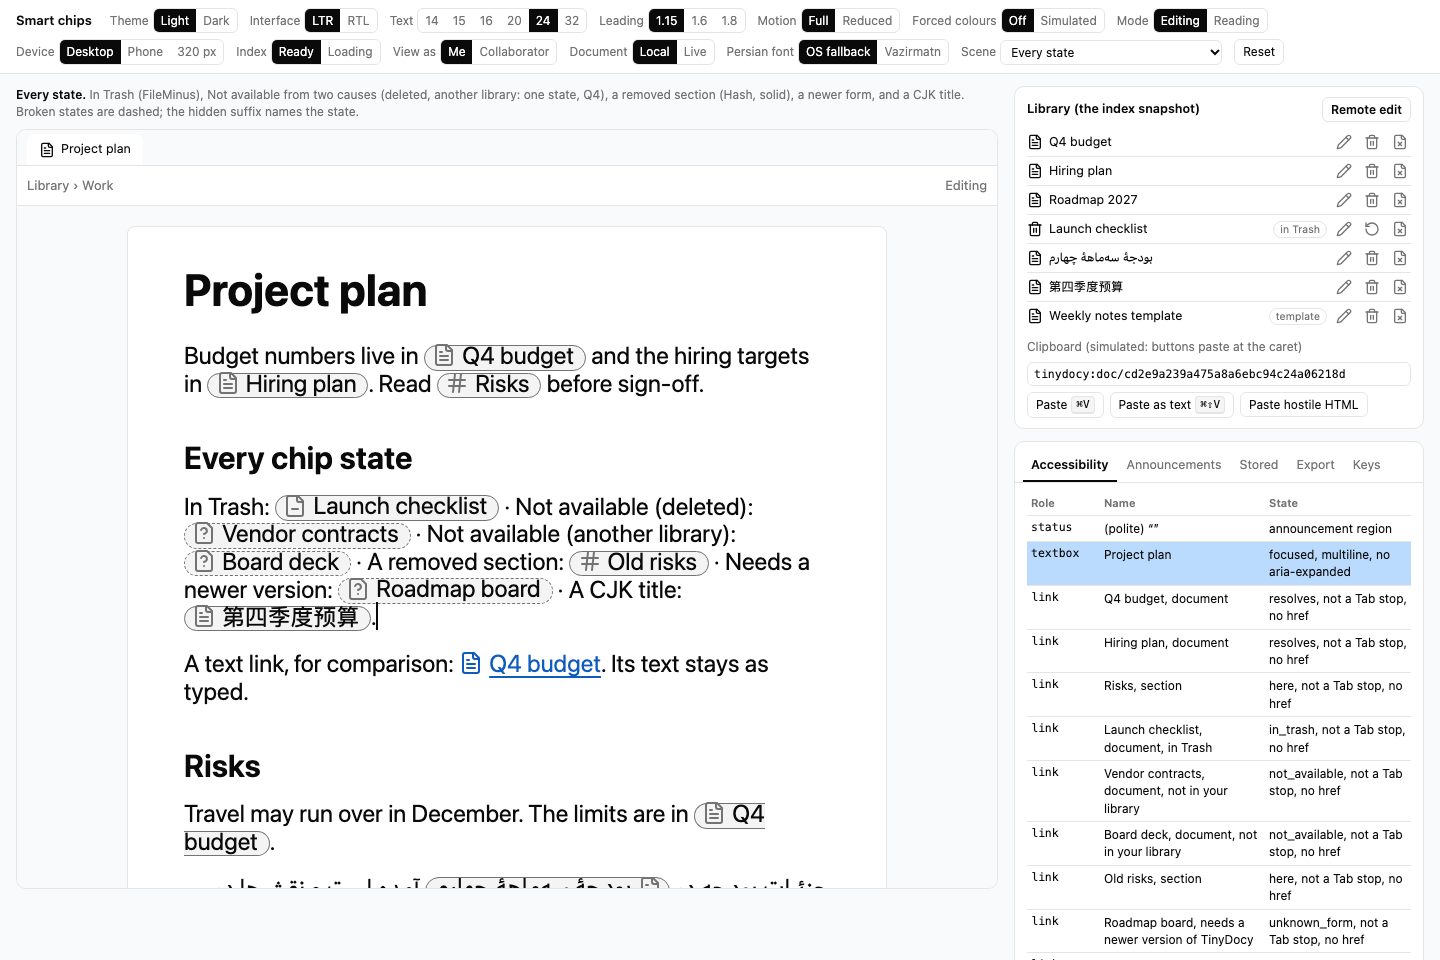 Smart chips Theme Light Dark Interface LTR RTL Text 14 15 16 20 24 32 Leading 1.15 1.6 1.8 Motion Full Reduced Forced colours Off Simulated Mode Editing Reading
Device Desktop Phone 320 px Index Ready Loading View as Me Collaborator Document Local Live Persian font OS fallback Vazirmatn Scene Every state Reset
Every state. In Trash (FileMinus), Not available from two causes (deleted, another library: one state, Q4), a removed section (Hash, solid), a newer form, and a CJK title.
Broken states are dashed; the hidden suffix names the state.
Project plan
Library › Work
Editing
Project plan
Budget numbers live in Q4 budget and the hiring targets
in Hiring plan. Read # Risks before sign-off.
Every chip state
In Trash: Launch checklist · Not available (deleted):
Vendor contracts · Not available (another library):
Board deck · A removed section: # Old risks · Needs a
newer version: Roadmap board · A CJK title:
第四季度预算.
A text link, for comparison: Q4 budget. Its text stays as
typed.
Risks
Travel may run over in December. The limits are in Q4
budget.
Library (the index snapshot) Remote edit
Q4 budget
Hiring plan
Roadmap 2027
Launch checklist in Trash
بودجهٔ سه‌ماههٔ چهارم
第四季度预算
Weekly notes template template
Clipboard (simulated: buttons paste at the caret)
tinydocy:doc/cd2e9a239a475a8a6ebc94c24a06218d
Paste ⌘V Paste as text ⌘⇧V Paste hostile HTML
Accessibility Announcements Stored Export Keys
Role Name State
status (polite) “” announcement region
textbox Project plan focused, multiline, no
aria-expanded
link Q4 budget, document resolves, not a Tab stop,
no href
link Hiring plan, document resolves, not a Tab stop,
no href
link Risks, section here, not a Tab stop, no
href
link Launch checklist, in_trash, not a Tab stop,
document, in Trash no href
link Vendor contracts, not_available, not a Tab
document, not in your stop, no href
library
link Board deck, document, not not_available, not a Tab
in your library stop, no href
link Old risks, section here, not a Tab stop, no
href
link Roadmap board, needs a unknown_form, not a
newer version of TinyDocy Tab stop, no href